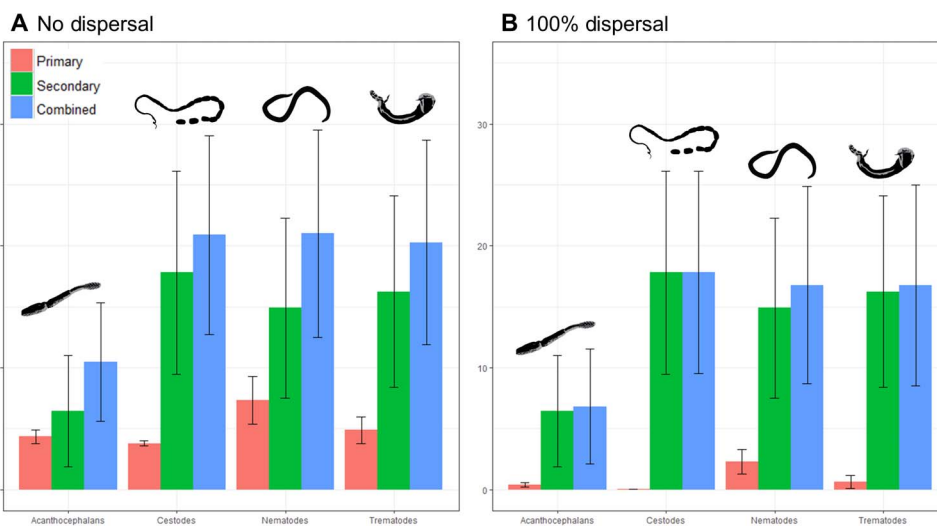 A No dispersal
B 100% dispersal
Primary
Secondary
Combined
30
20
10
0
Acanthocephalans
Cestodes
Nematodes
Trematodes
Acanthocephalans
Cestodes
Nematodes
Trematodes